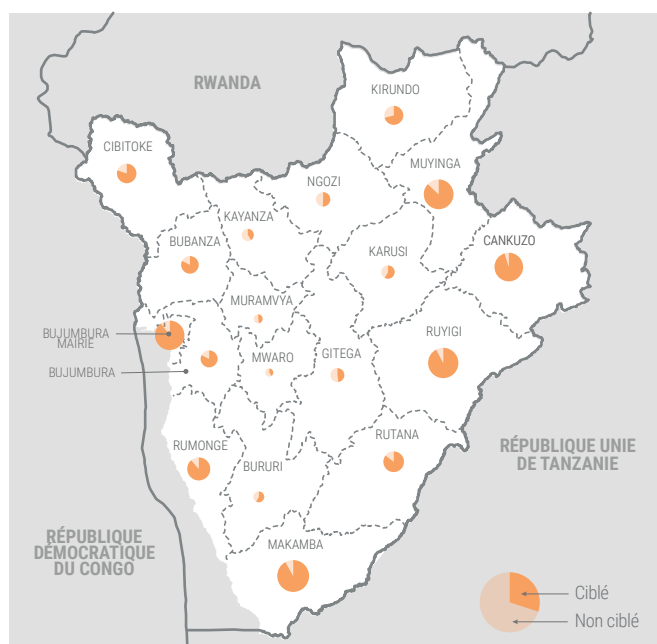 RWANDA
KIRUNDO
CIBITOKE
MUYINGA
NGOZI
KAYANZA
BUBANZA
KARUSI
CANKUZO
MURAMVYA
BUJUMBURA
MAIRIE
RUYIGI
MWARO
GITEGA
BUJUMBURA
RUMONGE
RUTANA
BURURI
RÉPUBLIQUE UNIE
DE TANZANIE
RÉPUBLIQUE
DÉMOCRATIQUE
DU CONGO
MAKAMBA
Ciblé
Non ciblé